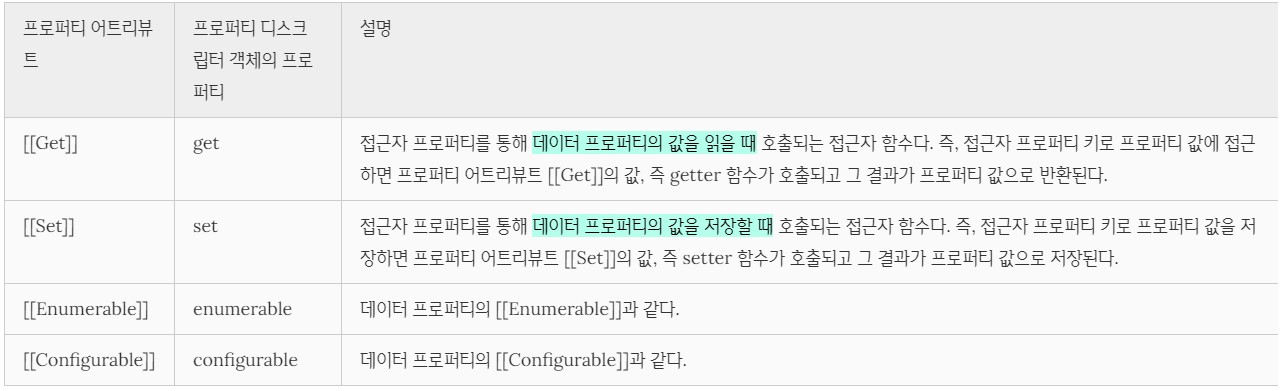 프로퍼티 어트리뷰
트
프로퍼티 디스크
립터 객체의 프로
퍼티
설명
[[Get]]
get
접근자 프로퍼티를 통해 데이터 프로퍼티의 값을 읽을 때 호출되는 접근자 함수다. 즉, 접근자 프로퍼티 키로 프로퍼티 값에 접근
하면 프로퍼티 어트리뷰트 [[Get]]의 값, 즉 getter 함수가 호출되고 그 결과가 프로퍼티 값으로 반환된다.
[[Set]]
set
접근자 프로퍼티를 통해 데이터 프로퍼티의 값을 저장할 때 호출되는 접근자 함수다. 즉, 접근자 프로퍼티 키로 프로퍼티 값을 저
장하면 프로퍼티 어트리뷰트 [[Set]]의 값, 즉 setter 함수가 호출되고 그 결과가 프로퍼티 값으로 저장된다.
[[Enumerable]]
enumerable
데이터 프로퍼티의 [[Enumerable]]과 같다.
[[Configurable]]
configurable
데이터 프로퍼티의 [[Configurable]]과 같다.